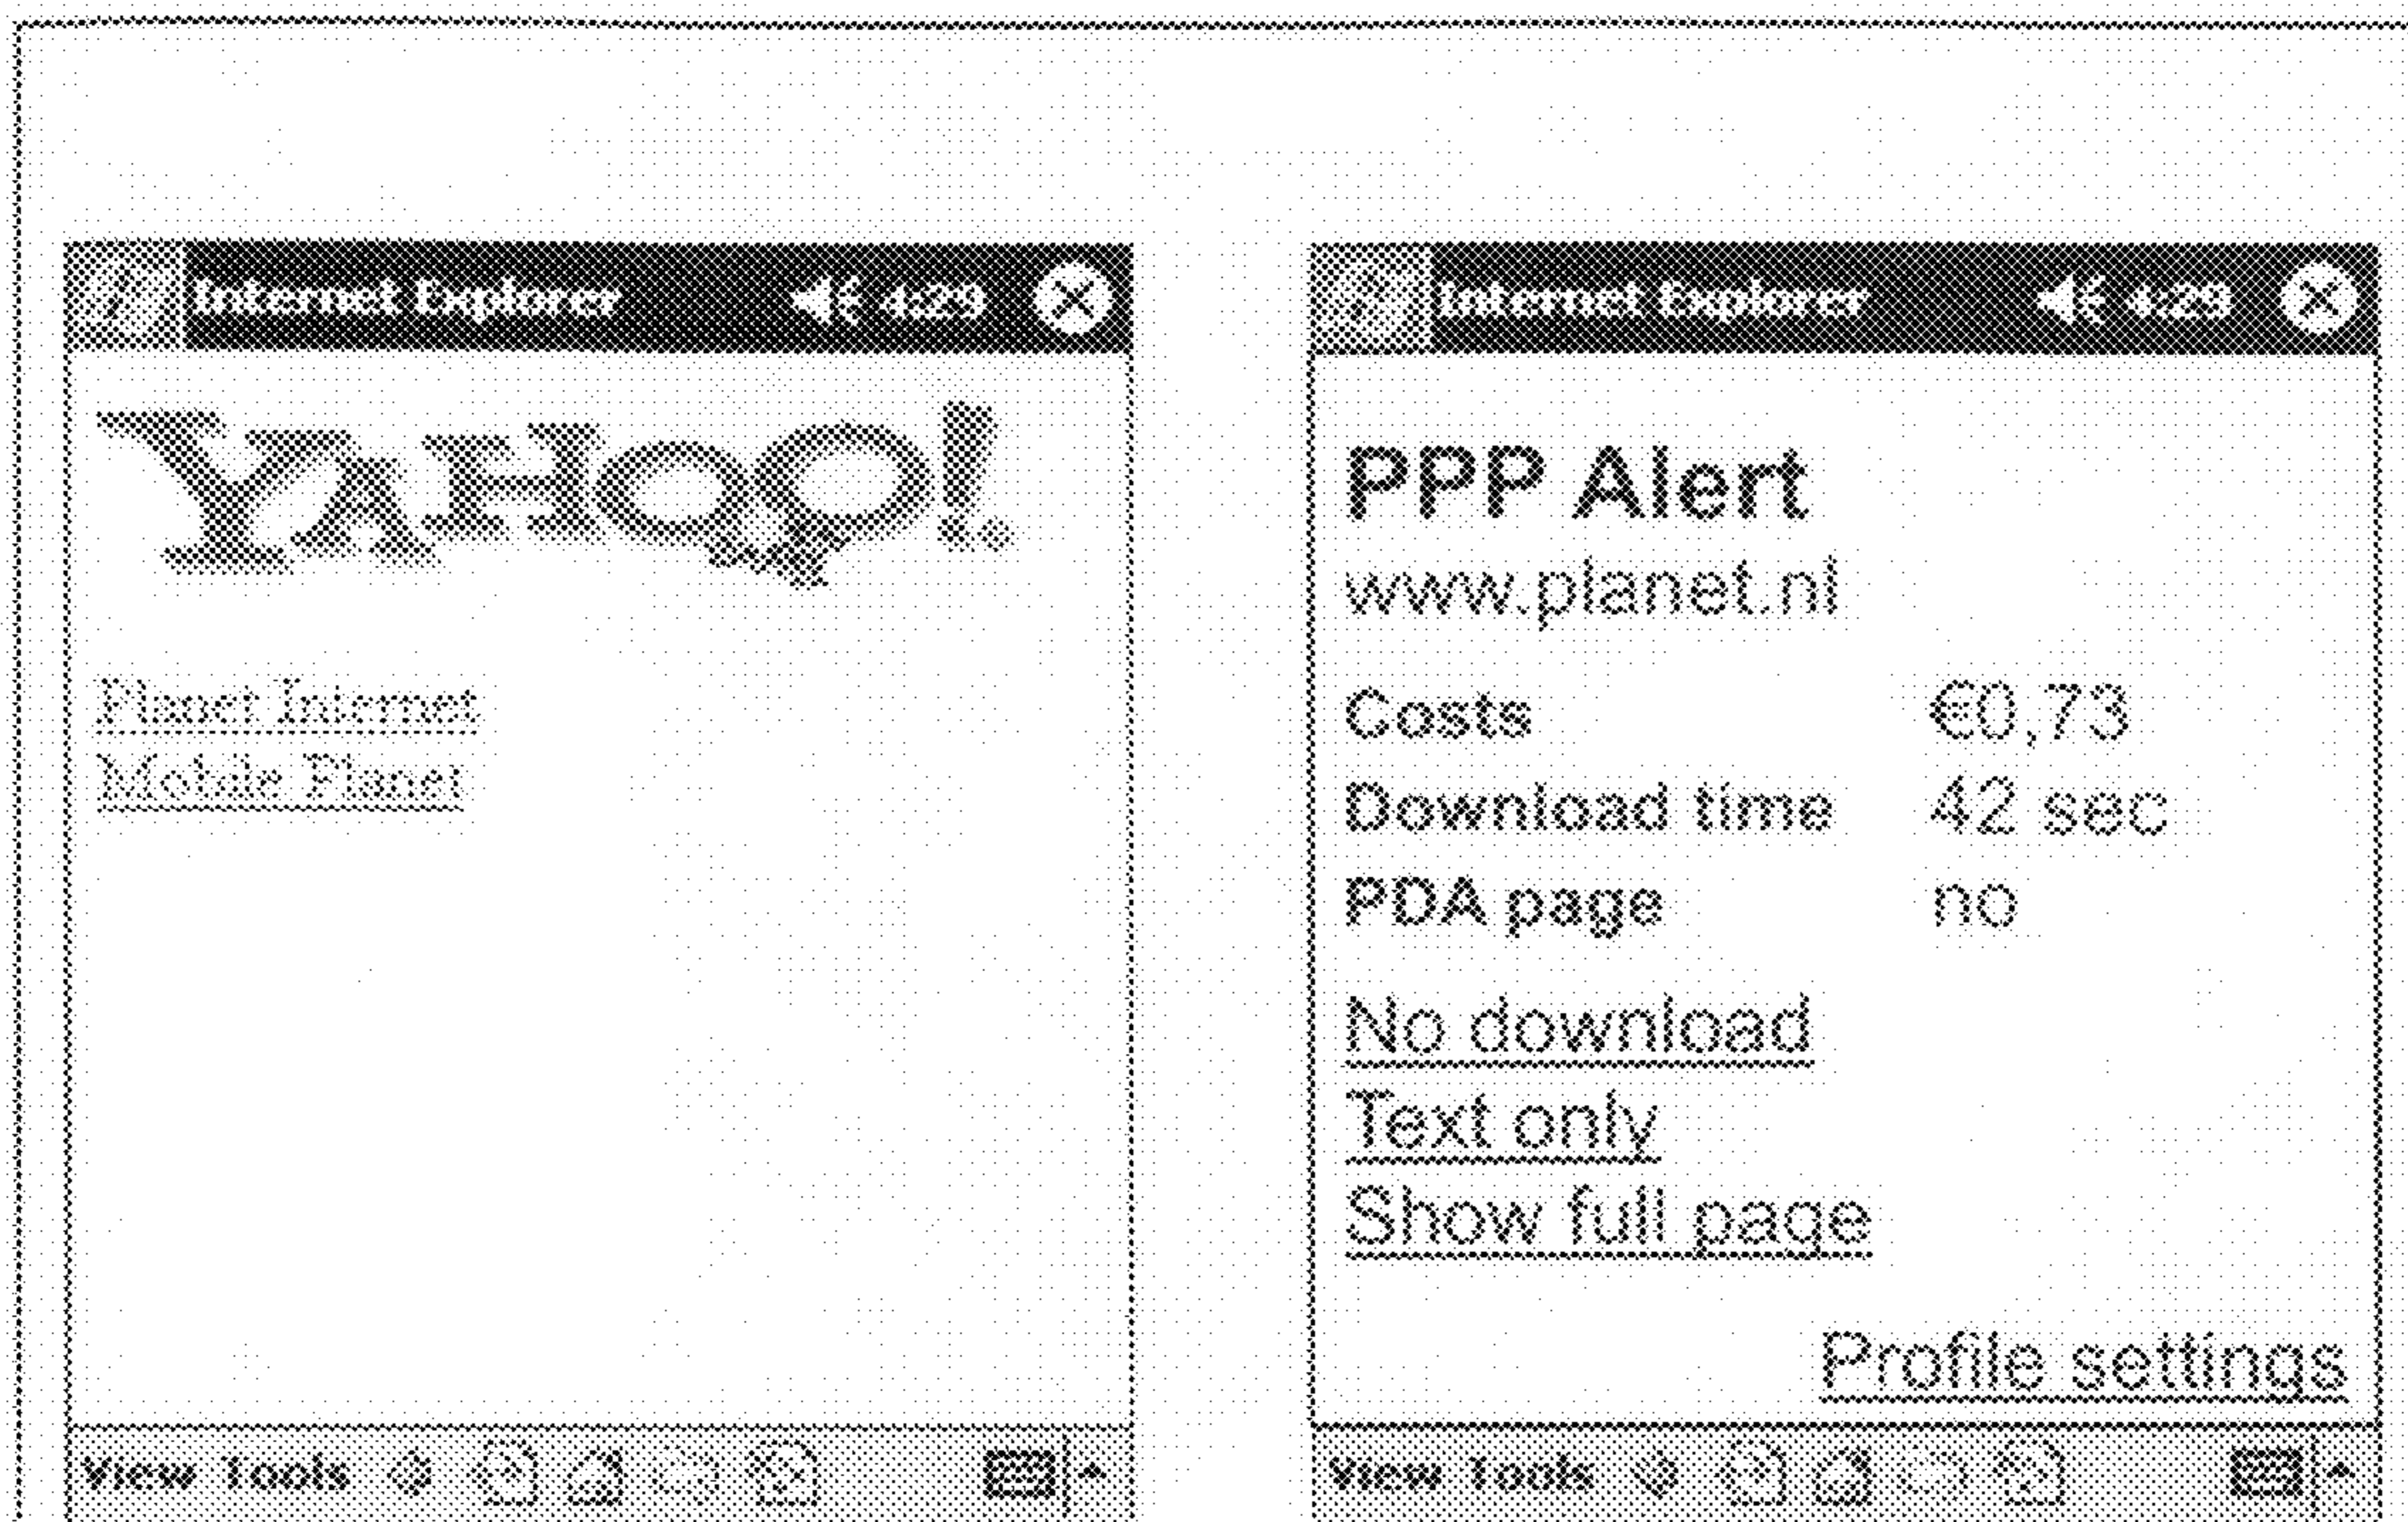 Internet Explorer 4:29
YAHOO!
Planet Internet
Mobile Planet
View Tools
Internet Explorer 4:29
PPP Alert
www.planet.nl
Costs €0,73
Download time 42 sec
PDA page no
No download
Text only
Show full page
Profile settings
View Tools